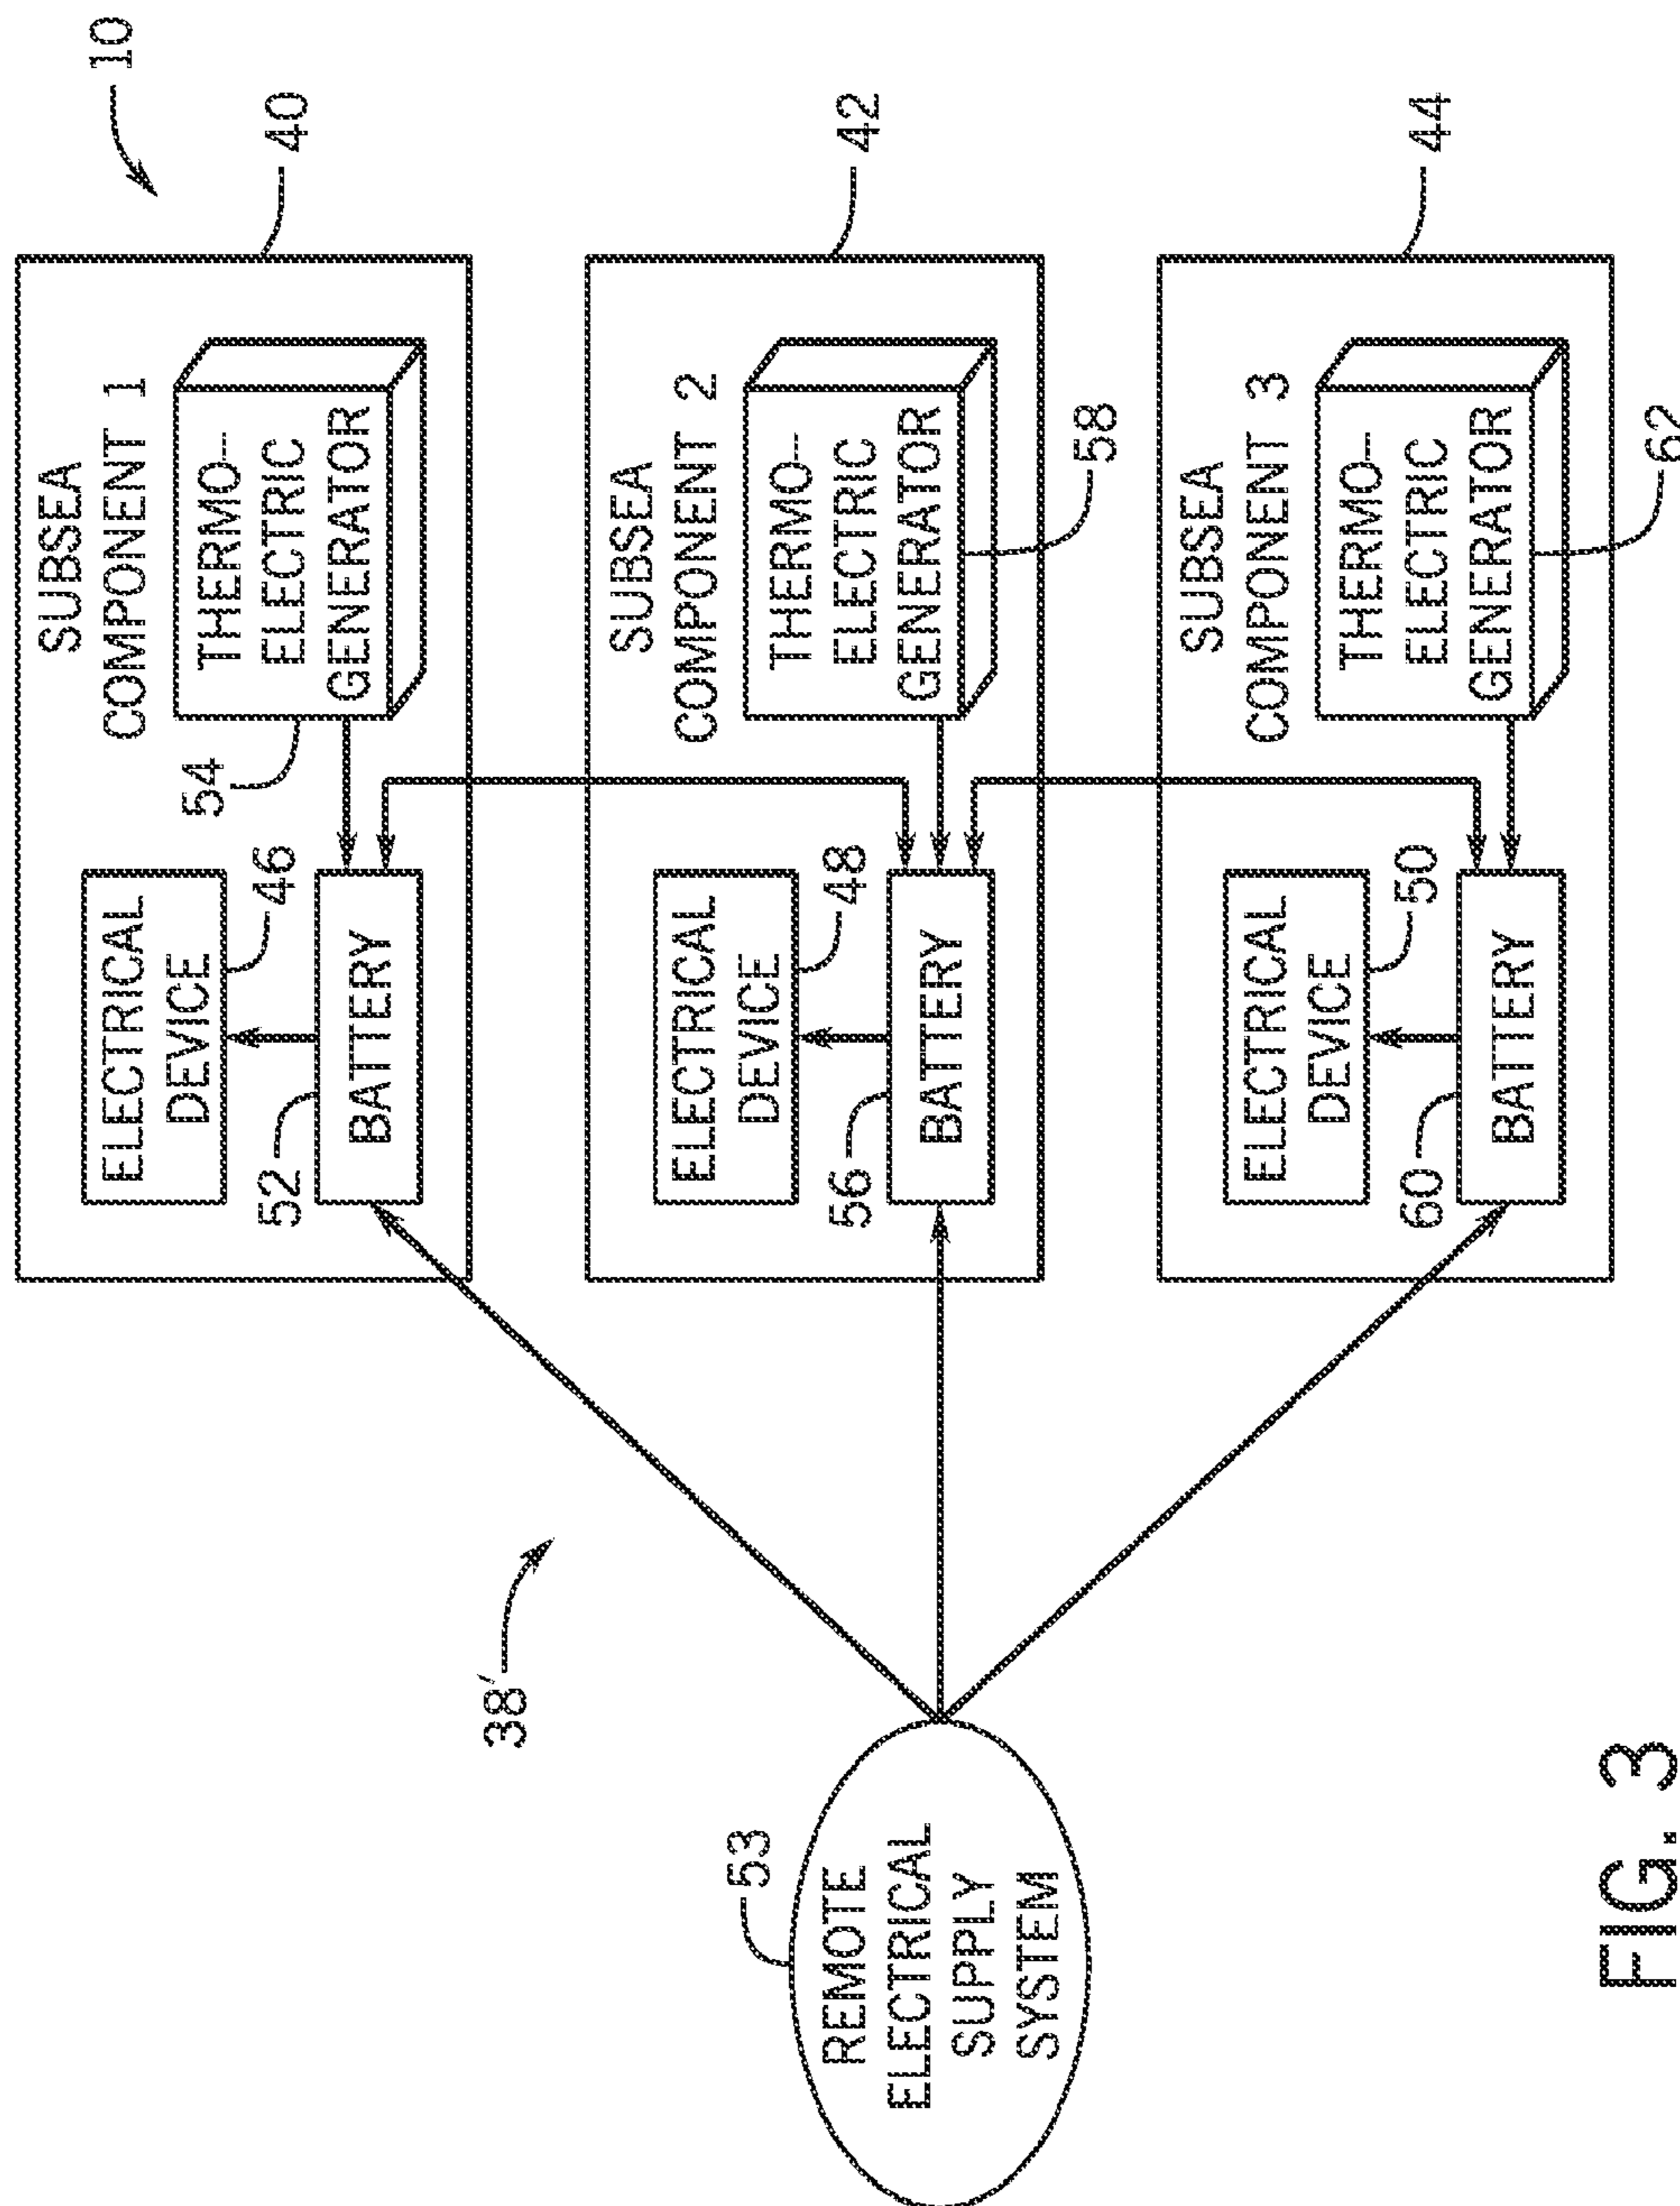 10
40
SUBSEA
COMPONENT 1
THERMO-
ELECTRIC
GENERATOR
54
ELECTRICAL
DEVICE
46
52
BATTERY
42
SUBSEA
COMPONENT 2
THERMO-
ELECTRIC
GENERATOR
58
ELECTRICAL
DEVICE
48
56
BATTERY
44
SUBSEA
COMPONENT 3
THERMO-
ELECTRIC
GENERATOR
62
ELECTRICAL
DEVICE
50
60
BATTERY
38'
53
REMOTE
ELECTRICAL
SUPPLY
SYSTEM
FIG. 3